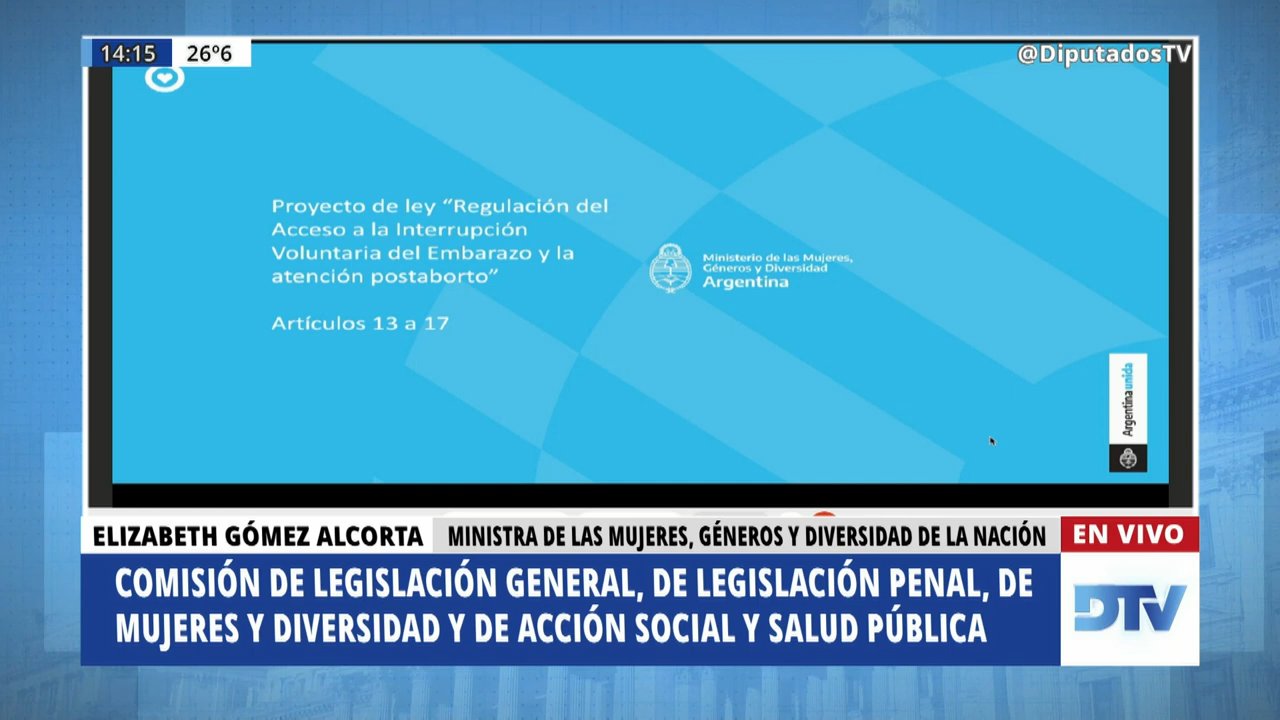 14:15
26°6
@DiputadosTV
Proyecto de ley “Regulación del
Acceso a la Interrupción
Voluntaria del Embarazo y la
atención postaborto”
Artículos 13 a 17
Ministerio de las Mujeres,
Géneros y Diversidad
Argentina
Argentina unida
ELIZABETH GÓMEZ ALCORTA
MINISTRA DE LAS MUJERES, GÉNEROS Y DIVERSIDAD DE LA NACIÓN
EN VIVO
COMISIÓN DE LEGISLACIÓN GENERAL, DE LEGISLACIÓN PENAL, DE
MUJERES Y DIVERSIDAD Y DE ACCIÓN SOCIAL Y SALUD PÚBLICA
DTV